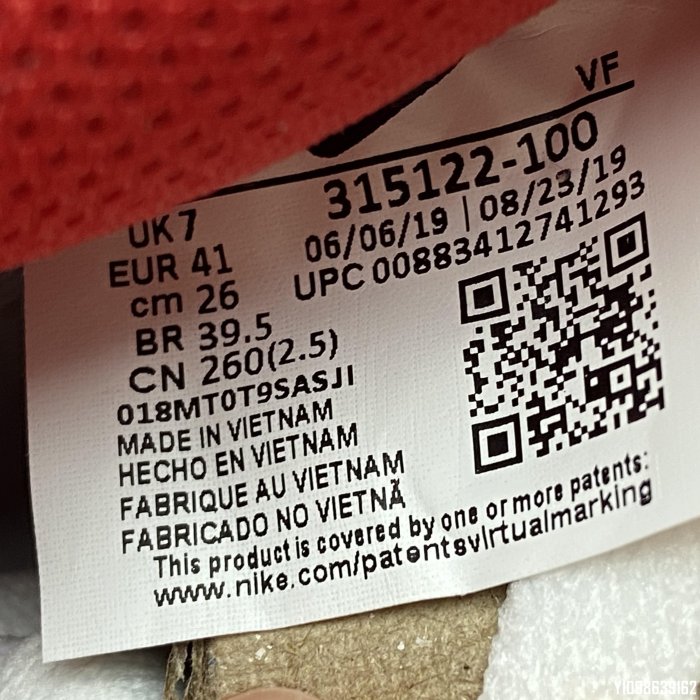 VF
315122-100
06/06/19 | 08/23/19
UPC 00883412741293
UK 7
EUR 41
cm 26
BR 39.5
CN 260(2.5)
018MT0T9SASJI
MADE IN VIETNAM
HECHO EN VIETNAM
FABRIQUE AU VIETNAM
FABRICADO NO VIETNÃ
This product is covered by one or more patents:
www.nike.com/patentsvirtualmarking
Y1058639162